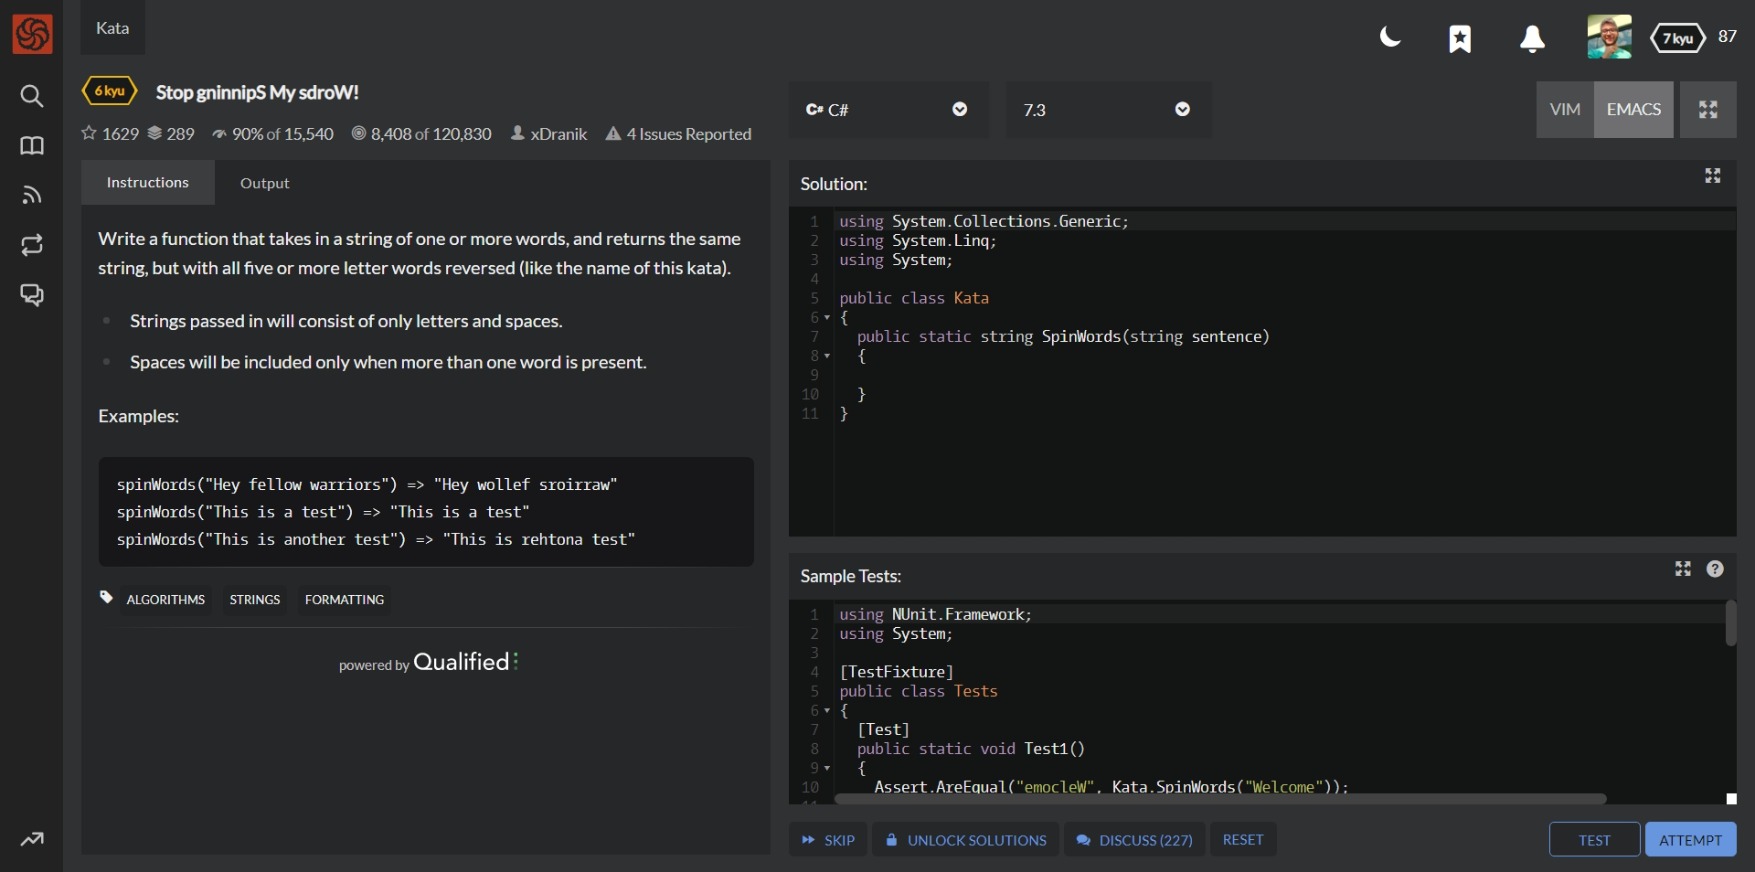 Kata
7 kyu
87
6 kyu
Stop gninnipS My sdroW!
1629 289 90% of 15,540 8,408 of 120,830 xDranik 4 Issues Reported
C# C#
7.3
VIM
EMACS
Instructions
Output
Write a function that takes in a string of one or more words, and returns the same
string, but with all five or more letter words reversed (like the name of this kata).
Strings passed in will consist of only letters and spaces.
Spaces will be included only when more than one word is present.
Examples:
spinWords("Hey fellow warriors") => "Hey wollef sroirraw"
spinWords("This is a test") => "This is a test"
spinWords("This is another test") => "This is rehtona test"
ALGORITHMS
STRINGS
FORMATTING
powered by Qualified
Solution:
1 using System.Collections.Generic;
2 using System.Linq;
3 using System;
4
5 public class Kata
6 {
7 public static string SpinWords(string sentence)
8 {
9
10 }
11 }
Sample Tests:
1 using NUnit.Framework;
2 using System;
3
4 [TestFixture]
5 public class Tests
6 {
7 [Test]
8 public static void Test1()
9 {
10 Assert.AreEqual("emocleW", Kata.SpinWords("Welcome"));
SKIP
UNLOCK SOLUTIONS
DISCUSS (227)
RESET
TEST
ATTEMPT